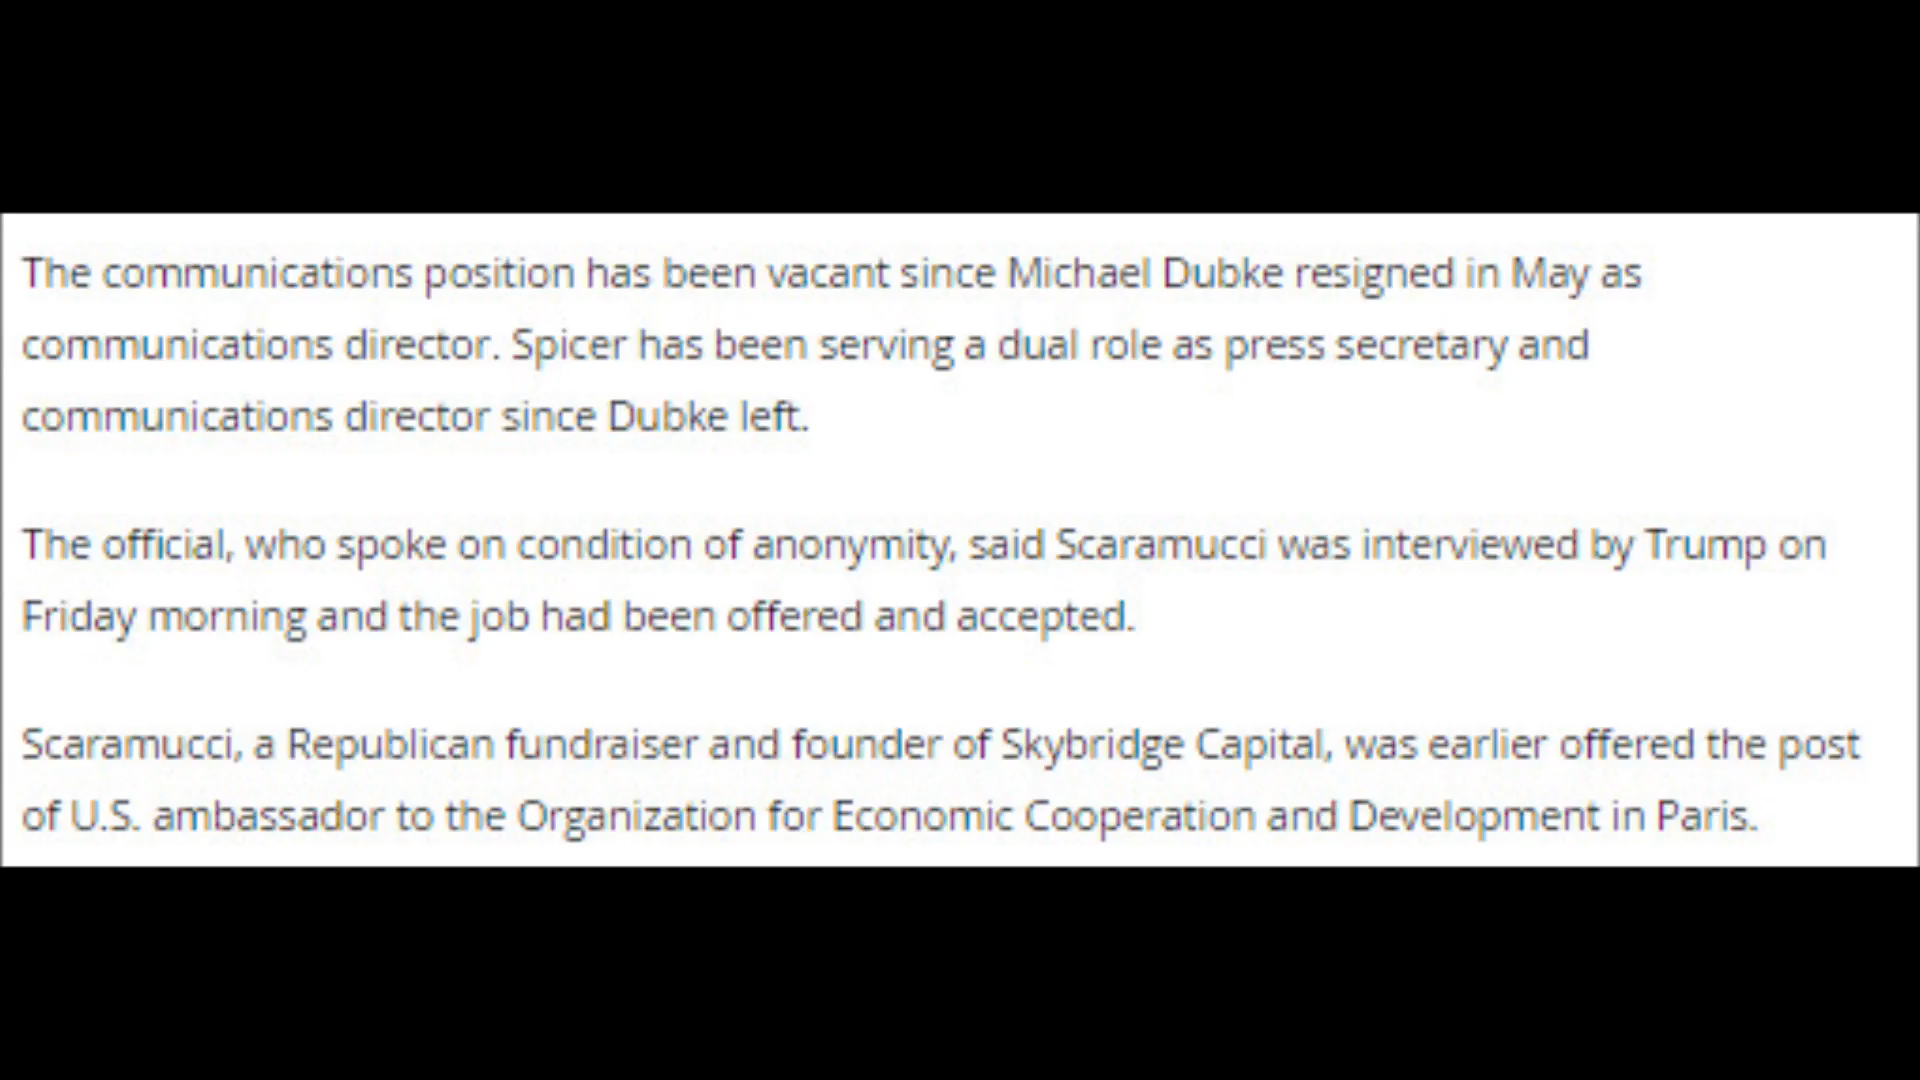 The communications position has been vacant since Michael Dubke resigned in May as
communications director. Spicer has been serving a dual role as press secretary and
communications director since Dubke left.
The official, who spoke on condition of anonymity, said Scaramucci was interviewed by Trump on
Friday morning and the job had been offered and accepted.
Scaramucci, a Republican fundraiser and founder of Skybridge Capital, was earlier offered the post
of U.S. ambassador to the Organization for Economic Cooperation and Development in Paris.